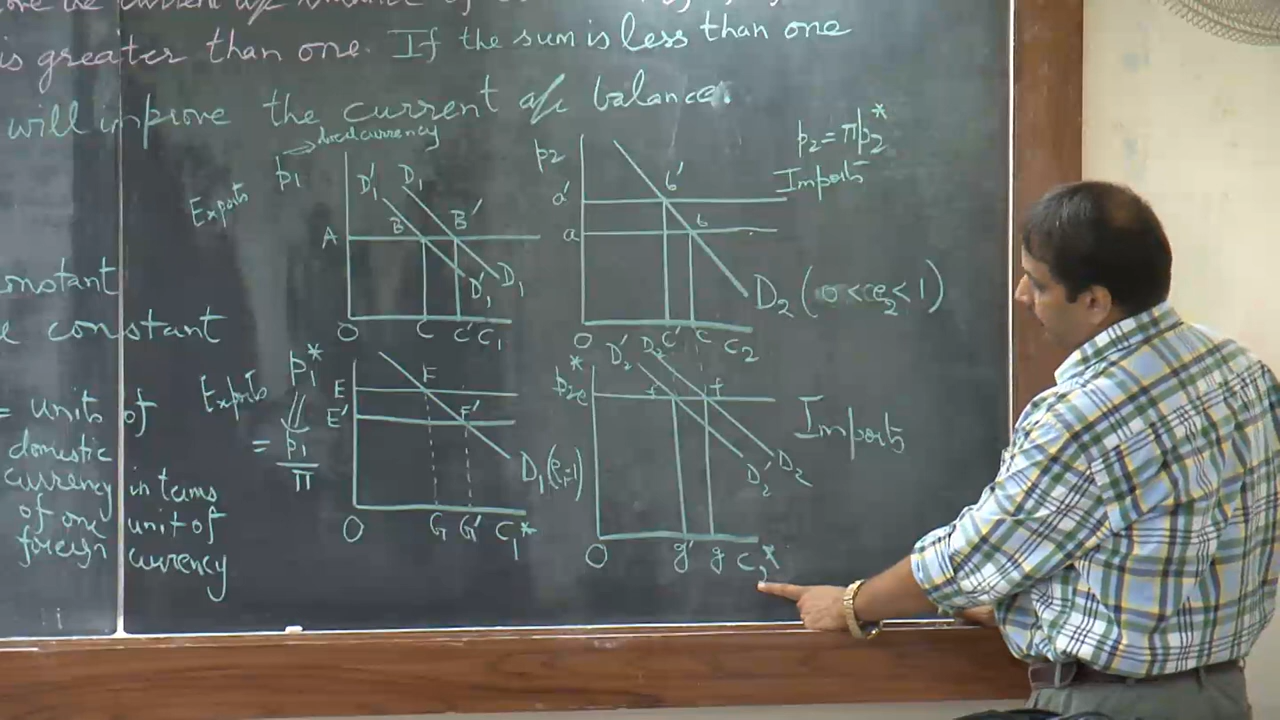 is greater than one. If the sum is less than one
will improve the current a/c balance.
→ local currency
p₁
Exports
D₁' D₁
B B'
A
D₁' D₁
O C C' C₁
p₂
p₂ = πp₂*
Imports
a' b'
a b
D₂ (0 < e₂ < 1)
O C' C C₂
onstant
e constant
= units of
domestic
currency in terms
of one unit of
foreign currency
Exports
p₁*
= p₁
π
E F
E' F'
D₁ (e₁=1)
O G G' C₁*
D₂' D₂
p₂*
e f' f
Imports
D₂' D₂
O g' g C₂*